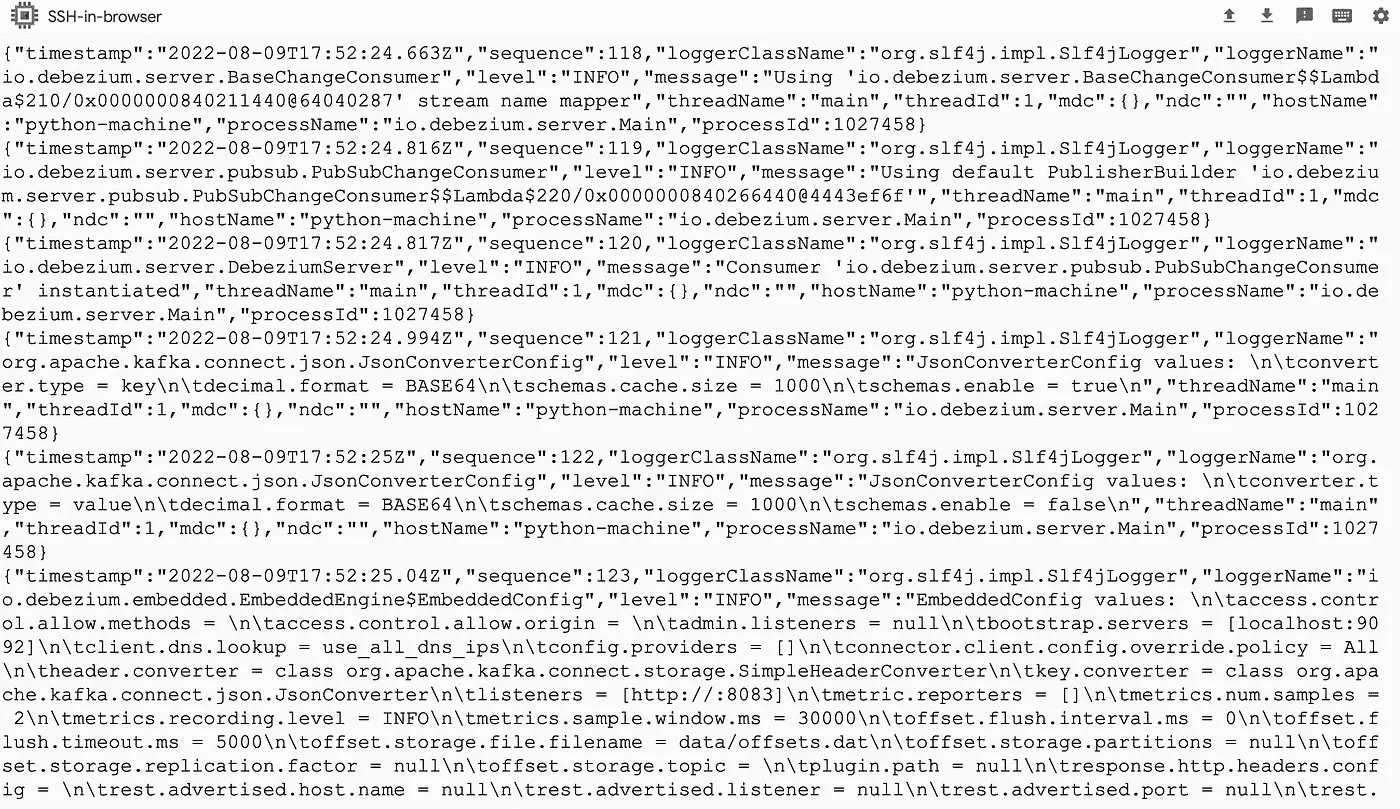 SSH-in-browser
{"timestamp":"2022-08-09T17:52:24.663Z","sequence":118,"loggerClassName":"org.slf4j.impl.Slf4jLogger","loggerName":"
io.debezium.server.BaseChangeConsumer","level":"INFO","message":"Using 'io.debezium.server.BaseChangeConsumer$$Lambd
a$210/0x0000000840211440@64040287' stream name mapper","threadName":"main","threadId":1,"mdc":{},"ndc":"","hostName"
:"python-machine","processName":"io.debezium.server.Main","processId":1027458}
{"timestamp":"2022-08-09T17:52:24.816Z","sequence":119,"loggerClassName":"org.slf4j.impl.Slf4jLogger","loggerName":"
io.debezium.server.pubsub.PubSubChangeConsumer","level":"INFO","message":"Using default PublisherBuilder 'io.debeziu
m.server.pubsub.PubSubChangeConsumer$$Lambda$220/0x0000000840266440@4443ef6f'","threadName":"main","threadId":1,"mdc
":{},"ndc":"","hostName":"python-machine","processName":"io.debezium.server.Main","processId":1027458}
{"timestamp":"2022-08-09T17:52:24.817Z","sequence":120,"loggerClassName":"org.slf4j.impl.Slf4jLogger","loggerName":"
io.debezium.server.DebeziumServer","level":"INFO","message":"Consumer 'io.debezium.server.pubsub.PubSubChangeConsume
r' instantiated","threadName":"main","threadId":1,"mdc":{},"ndc":"","hostName":"python-machine","processName":"io.de
bezium.server.Main","processId":1027458}
{"timestamp":"2022-08-09T17:52:24.994Z","sequence":121,"loggerClassName":"org.slf4j.impl.Slf4jLogger","loggerName":"
org.apache.kafka.connect.json.JsonConverterConfig","level":"INFO","message":"JsonConverterConfig values: \n\tconvert
er.type = key\n\tdecimal.format = BASE64\n\tschemas.cache.size = 1000\n\tschemas.enable = true\n","threadName":"main
","threadId":1,"mdc":{},"ndc":"","hostName":"python-machine","processName":"io.debezium.server.Main","processId":102
7458}
{"timestamp":"2022-08-09T17:52:25Z","sequence":122,"loggerClassName":"org.slf4j.impl.Slf4jLogger","loggerName":"org.
apache.kafka.connect.json.JsonConverterConfig","level":"INFO","message":"JsonConverterConfig values: \n\tconverter.t
ype = value\n\tdecimal.format = BASE64\n\tschemas.cache.size = 1000\n\tschemas.enable = false\n","threadName":"main"
,"threadId":1,"mdc":{},"ndc":"","hostName":"python-machine","processName":"io.debezium.server.Main","processId":1027
458}
{"timestamp":"2022-08-09T17:52:25.04Z","sequence":123,"loggerClassName":"org.slf4j.impl.Slf4jLogger","loggerName":"i
o.debezium.embedded.EmbeddedEngine$EmbeddedConfig","level":"INFO","message":"EmbeddedConfig values: \n\taccess.contr
ol.allow.methods = \n\taccess.control.allow.origin = \n\tadmin.listeners = null\n\tbootstrap.servers = [localhost:90
92]\n\tclient.dns.lookup = use_all_dns_ips\n\tconfig.providers = []\n\tconnector.client.config.override.policy = All
\n\theader.converter = class org.apache.kafka.connect.storage.SimpleHeaderConverter\n\tkey.converter = class org.apa
che.kafka.connect.json.JsonConverter\n\tlisteners = [http://:8083]\n\tmetric.reporters = []\n\tmetrics.num.samples =
 2\n\tmetrics.recording.level = INFO\n\tmetrics.sample.window.ms = 30000\n\toffset.flush.interval.ms = 0\n\toffset.f
lush.timeout.ms = 5000\n\toffset.storage.file.filename = data/offsets.dat\n\toffset.storage.partitions = null\n\toff
set.storage.replication.factor = null\n\toffset.storage.topic = \n\tplugin.path = null\n\tresponse.http.headers.conf
ig = \n\trest.advertised.host.name = null\n\trest.advertised.listener = null\n\trest.advertised.port = null\n\trest.